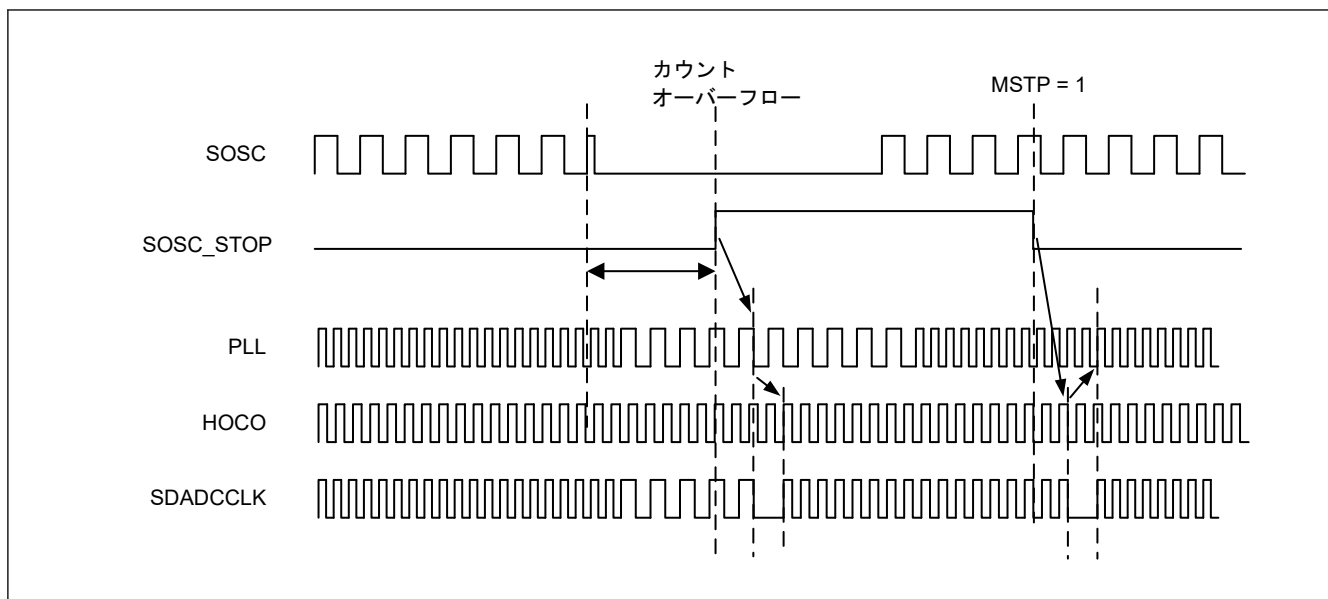 カウント
オーバーフロー
MSTP = 1
SOSC
SOSC_STOP
PLL
HOCO
SDADCCLK